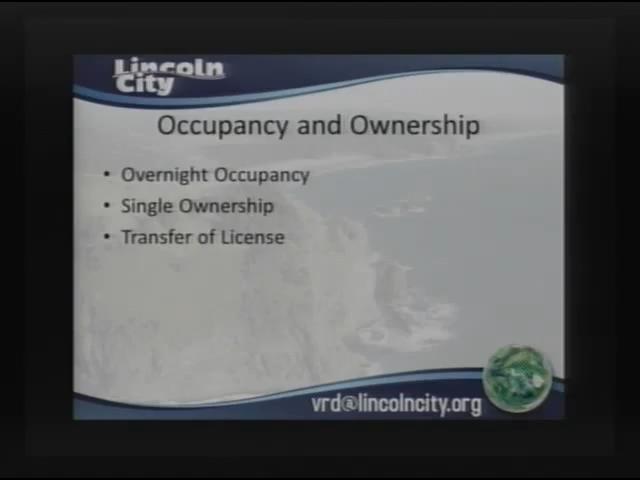 Lincoln
City
Occupancy and Ownership
• Overnight Occupancy
• Single Ownership
• Transfer of License
vrd@lincolncity.org